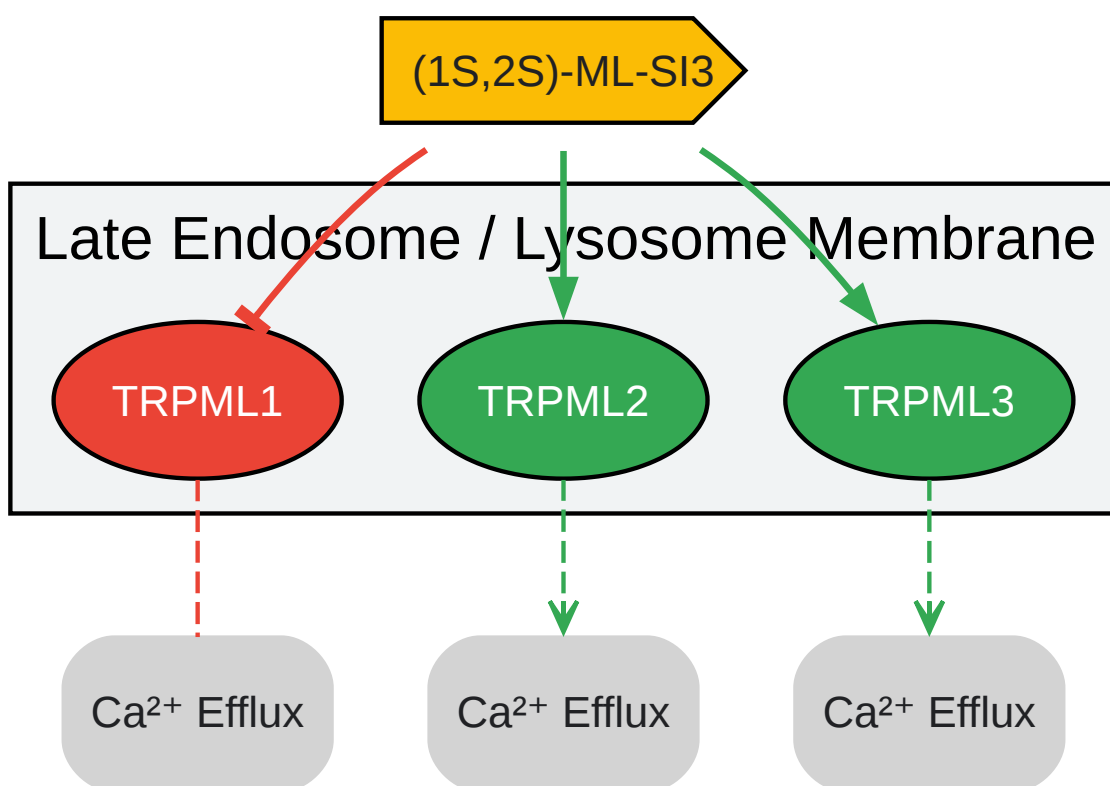 (1S,2S)-ML-SI3
Late Endosome / Lysosome Membrane
TRPML1
TRPML2
TRPML3
Ca²⁺ Efflux
Ca²⁺ Efflux
Ca²⁺ Efflux